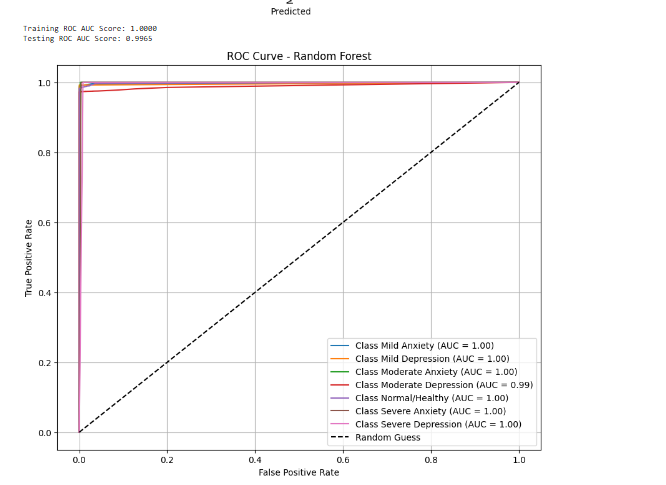 Predicted
Training ROC AUC Score: 1.0000
Testing ROC AUC Score: 0.9965
ROC Curve - Random Forest
1.0
0.8
0.6
0.4
0.2
0.0
True Positive Rate
Class Mild Anxiety (AUC = 1.00)
Class Mild Depression (AUC = 1.00)
Class Moderate Anxiety (AUC = 1.00)
Class Moderate Depression (AUC = 0.99)
Class Normal/Healthy (AUC = 1.00)
Class Severe Anxiety (AUC = 1.00)
Class Severe Depression (AUC = 1.00)
Random Guess
0.0 0.2 0.4 0.6 0.8 1.0
False Positive Rate